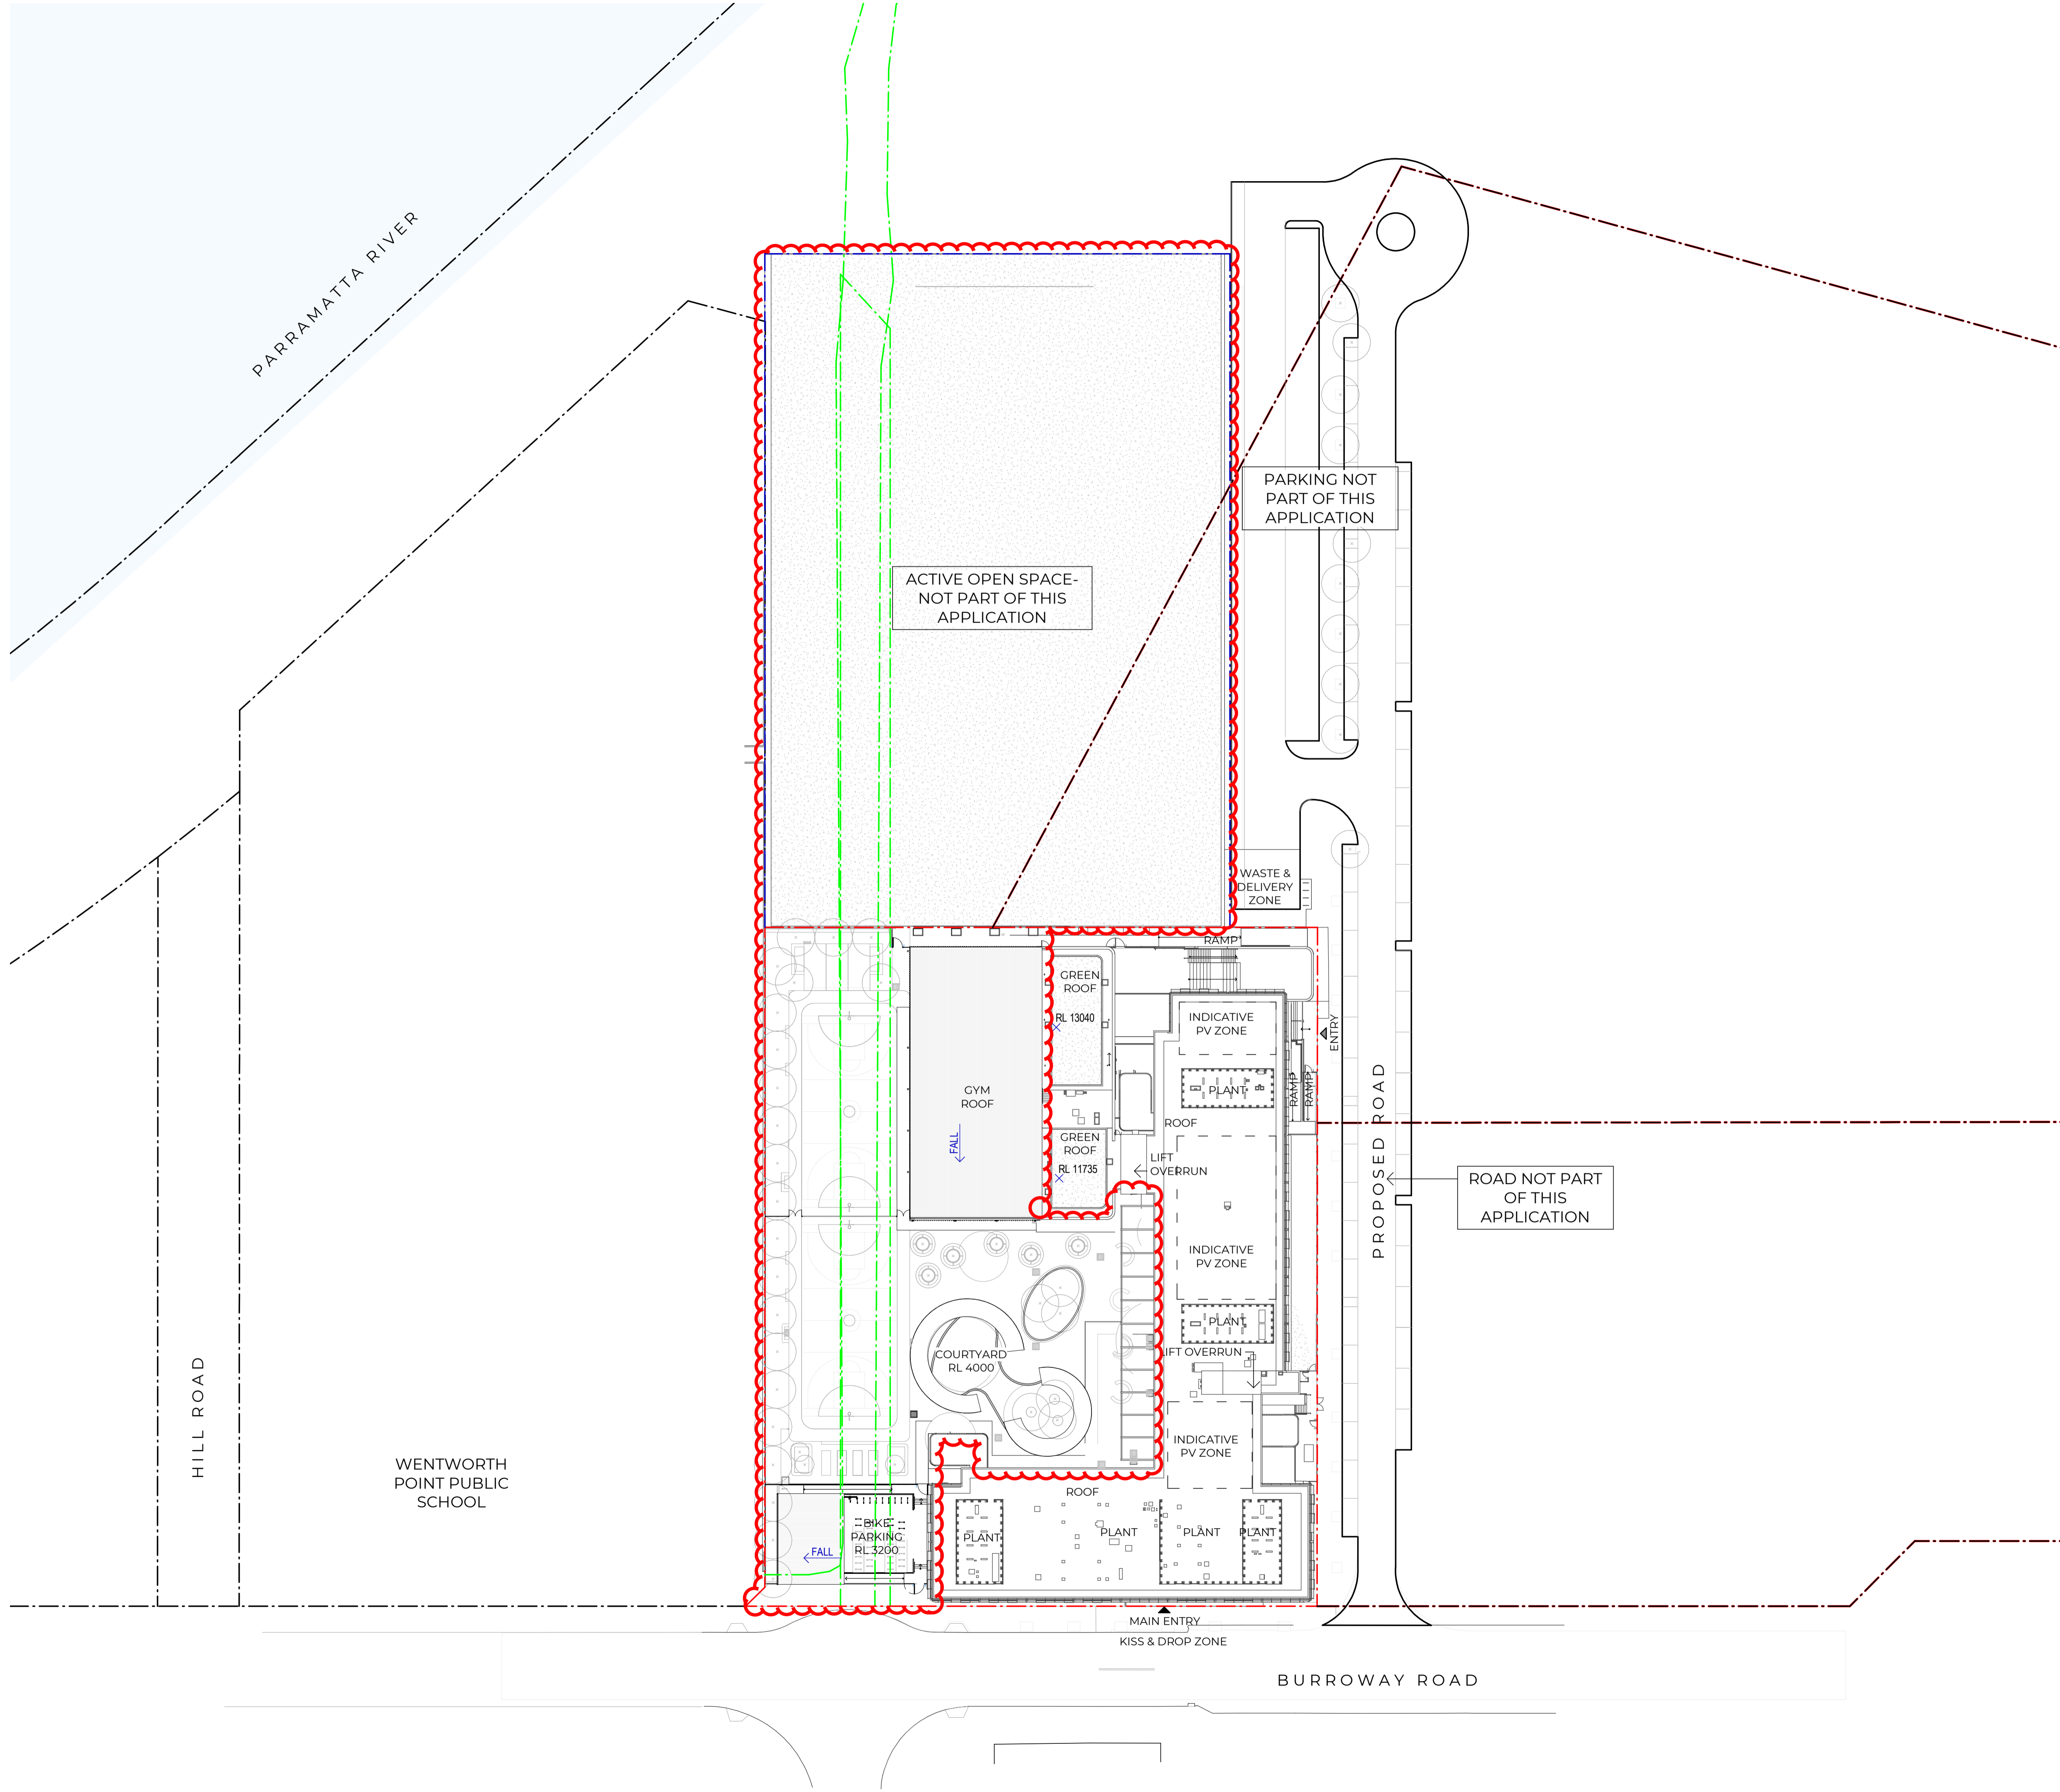 PARRAMATTA RIVER
PARKING NOT
PART OF THIS
APPLICATION
ACTIVE OPEN SPACE-
NOT PART OF THIS
APPLICATION
WASTE &
DELIVERY
ZONE
RAMP
GREEN
ROOF
RL 13040
INDICATIVE
PV ZONE
ENTRY
GYM
ROOF
FALL
PLANT
RAMP
RAMP
ROOF
GREEN
ROOF
RL 11735
LIFT
OVERRUN
PROPOSED ROAD
ROAD NOT PART
OF THIS
APPLICATION
INDICATIVE
PV ZONE
PLANT
COURTYARD
RL 4000
LIFT OVERRUN
HILL ROAD
WENTWORTH
POINT PUBLIC
SCHOOL
INDICATIVE
PV ZONE
ROOF
BIKE
PARKING
RL 3200
FALL
PLANT
PLANT
PLANT
PLANT
MAIN ENTRY
KISS & DROP ZONE
BURROWAY ROAD